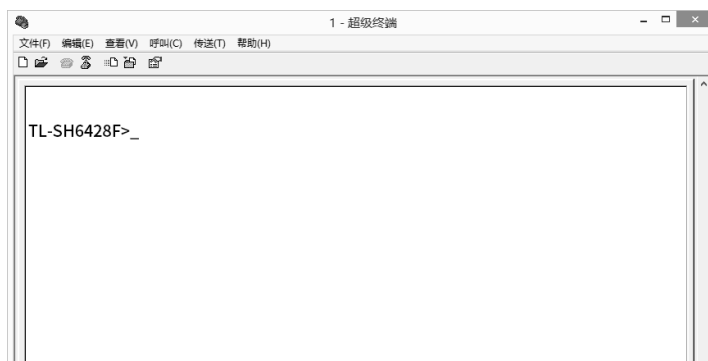 1 - 超级终端
文件(F) 编辑(E) 查看(V) 呼叫(C) 传送(T) 帮助(H)
TL-SH6428F>_